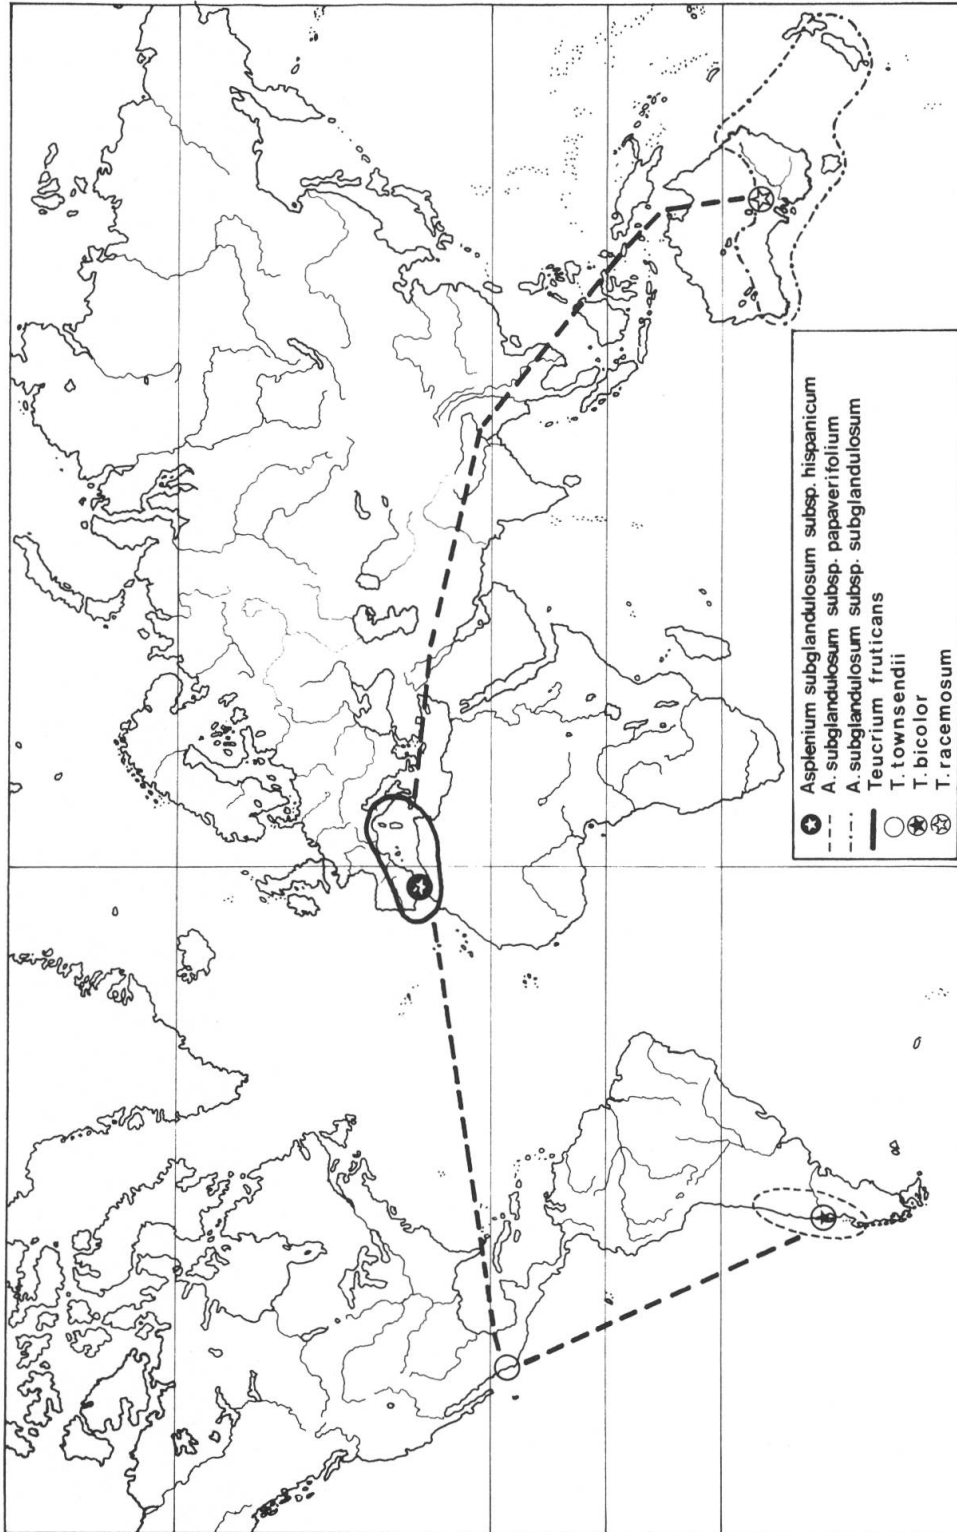 Asplenium subglandulosum subsp. hispanicum
A. subglandulosum subsp. papaverifolium
A. subglandulosum subsp. subglandulosum
Teucrium fruticans
T. townsendii
T. bicolor
T. racemosum